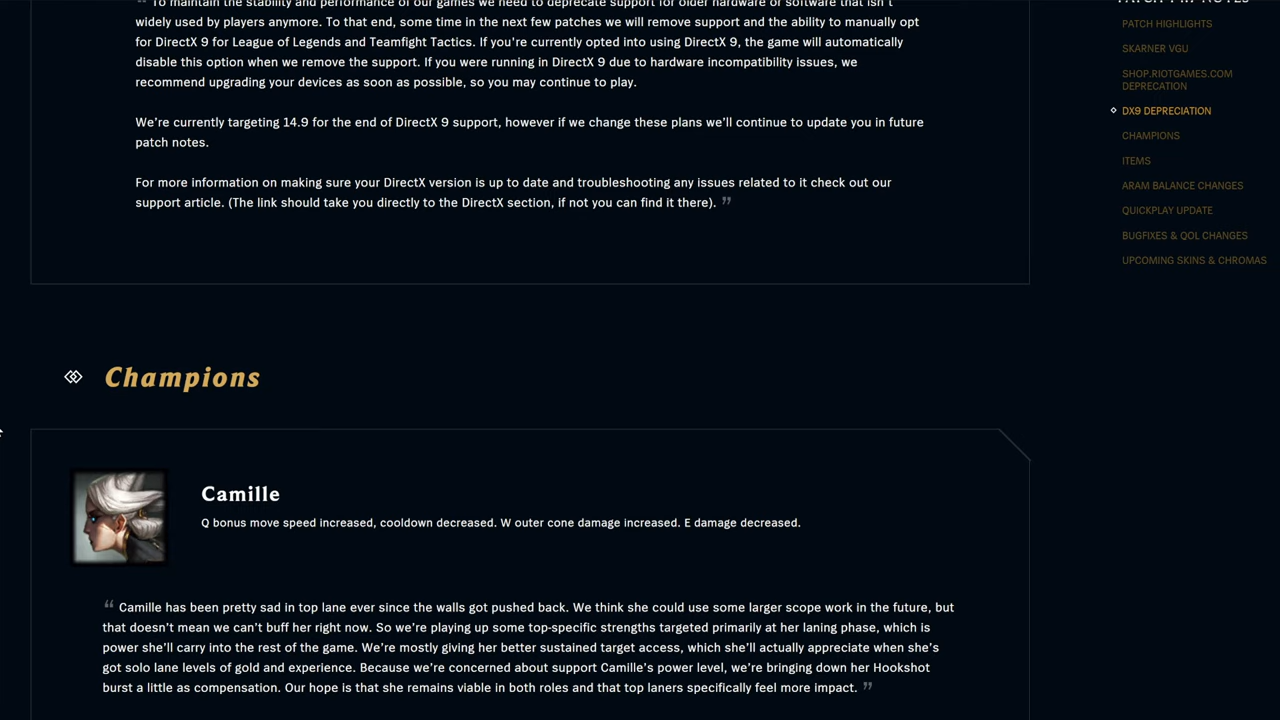 “ To maintain the stability and performance of our games we need to deprecate support for older hardware or software that isn't
widely used by players anymore. To that end, some time in the next few patches we will remove support and the ability to manually opt
for DirectX 9 for League of Legends and Teamfight Tactics. If you're currently opted into using DirectX 9, the game will automatically
disable this option when we remove the support. If you were running in DirectX 9 due to hardware incompatibility issues, we
recommend upgrading your devices as soon as possible, so you may continue to play.
We’re currently targeting 14.9 for the end of DirectX 9 support, however if we change these plans we’ll continue to update you in future
patch notes.
For more information on making sure your DirectX version is up to date and troubleshooting any issues related to it check out our
support article. (The link should take you directly to the DirectX section, if not you can find it there). ”
Champions
Camille
Q bonus move speed increased, cooldown decreased. W outer cone damage increased. E damage decreased.
“ Camille has been pretty sad in top lane ever since the walls got pushed back. We think she could use some larger scope work in the future, but
that doesn’t mean we can’t buff her right now. So we’re playing up some top-specific strengths targeted primarily at her laning phase, which is
power she’ll carry into the rest of the game. We’re mostly giving her better sustained target access, which she’ll actually appreciate when she’s
got solo lane levels of gold and experience. Because we’re concerned about support Camille’s power level, we’re bringing down her Hookshot
burst a little as compensation. Our hope is that she remains viable in both roles and that top laners specifically feel more impact. ”
PATCH HIGHLIGHTS
SKARNER VGU
SHOP.RIOTGAMES.COM
DEPRECATION
DX9 DEPRECIATION
CHAMPIONS
ITEMS
ARAM BALANCE CHANGES
QUICKPLAY UPDATE
BUGFIXES & QOL CHANGES
UPCOMING SKINS & CHROMAS